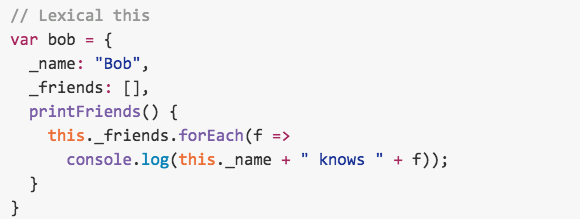 // Lexical this
var bob = {
  _name: "Bob",
  _friends: [],
  printFriends() {
    this._friends.forEach(f =>
      console.log(this._name + " knows " + f));
  }
}